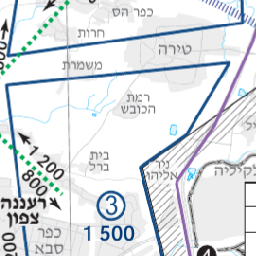 כפר הס
חרות
טירה
משמרת
רמת
הכובש
1 200
800
בית
ברל
ניר
אליהו
קלקיליה
רעננה
צפון
כפר
סבא
3
1 500
200
4